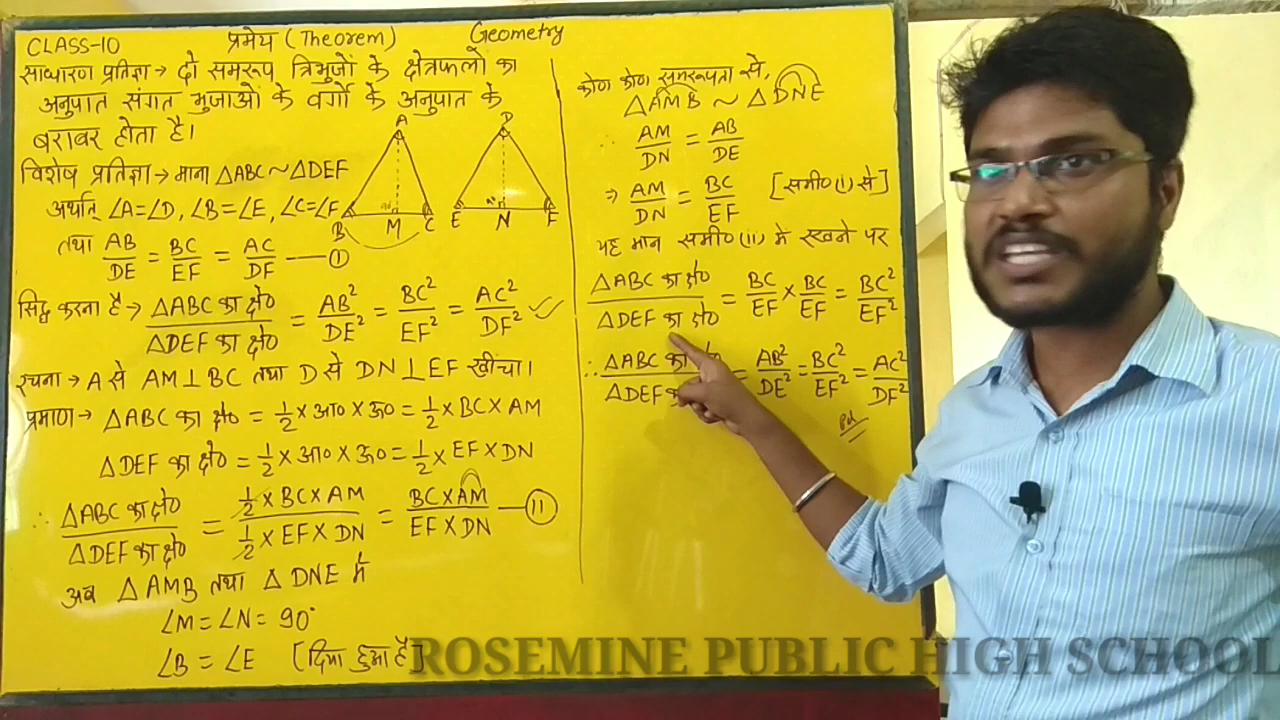 CLASS-10 प्रमेय (Theorem) Geometry
साधारण प्रतिज्ञा → दो समरूप त्रिभुजों के क्षेत्रफलों का
अनुपात संगत भुजाओं के वर्गों के अनुपात के
बराबर होता है।
विशेष प्रतिज्ञा → माना △ABC ~ △DEF
अर्थात् ∠A = ∠D, ∠B = ∠E, ∠C = ∠F
तथा AB/DE = BC/EF = AC/DF — (I)
सिद्ध करना है → △ABC का क्षे०/△DEF का क्षे० = AB²/DE² = BC²/EF² = AC²/DF²
रचना → A से AM ⊥ BC तथा D से DN ⊥ EF खींचा।
प्रमाण → △ABC का क्षे० = 1/2 × आ० × ऊ० = 1/2 × BC × AM
△DEF का क्षे० = 1/2 × आ० × ऊ० = 1/2 × EF × DN
∴ △ABC का क्षे०/△DEF का क्षे० = 1/2 × BC × AM/1/2 × EF × DN = BC × AM/EF × DN — (II)
अब △AMB तथा △DNE में
∠M = ∠N = 90°
∠B = ∠E [दिया हुआ है]
A
B M C
D
E N F
कोण कोण समरूपता से,
△AMB ~ △DNE
∴ AM/DN = AB/DE
⇒ AM/DN = BC/EF [समी० (i) से]
यह मान समी० (ii) में रखने पर
△ABC का क्षे०/△DEF का क्षे० = BC/EF × BC/EF = BC²/EF²
∴ △ABC का/△DEF = AB²/DE² = BC²/EF² = AC²/DF²
ROSEMINE PUBLIC HIGH SCHOOL